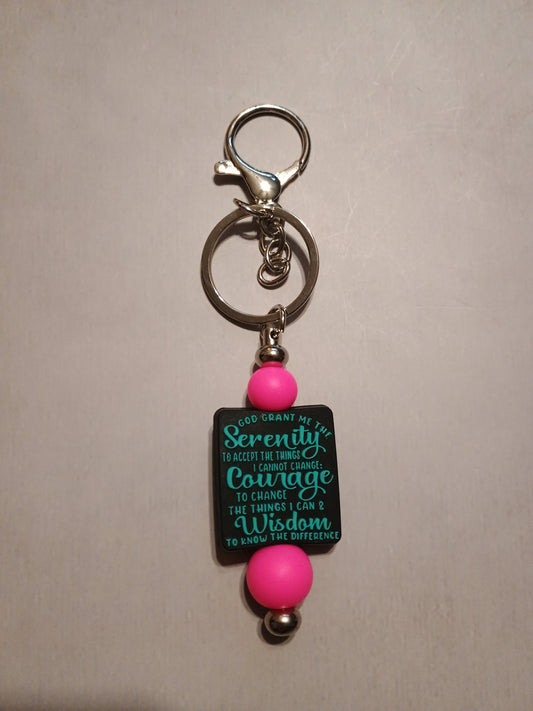 GOD GRANT ME THE
Serenity
TO ACCEPT THE THINGS
I CANNOT CHANGE;
Courage
TO CHANGE
THE THINGS I CAN &
Wisdom
TO KNOW THE DIFFERENCE